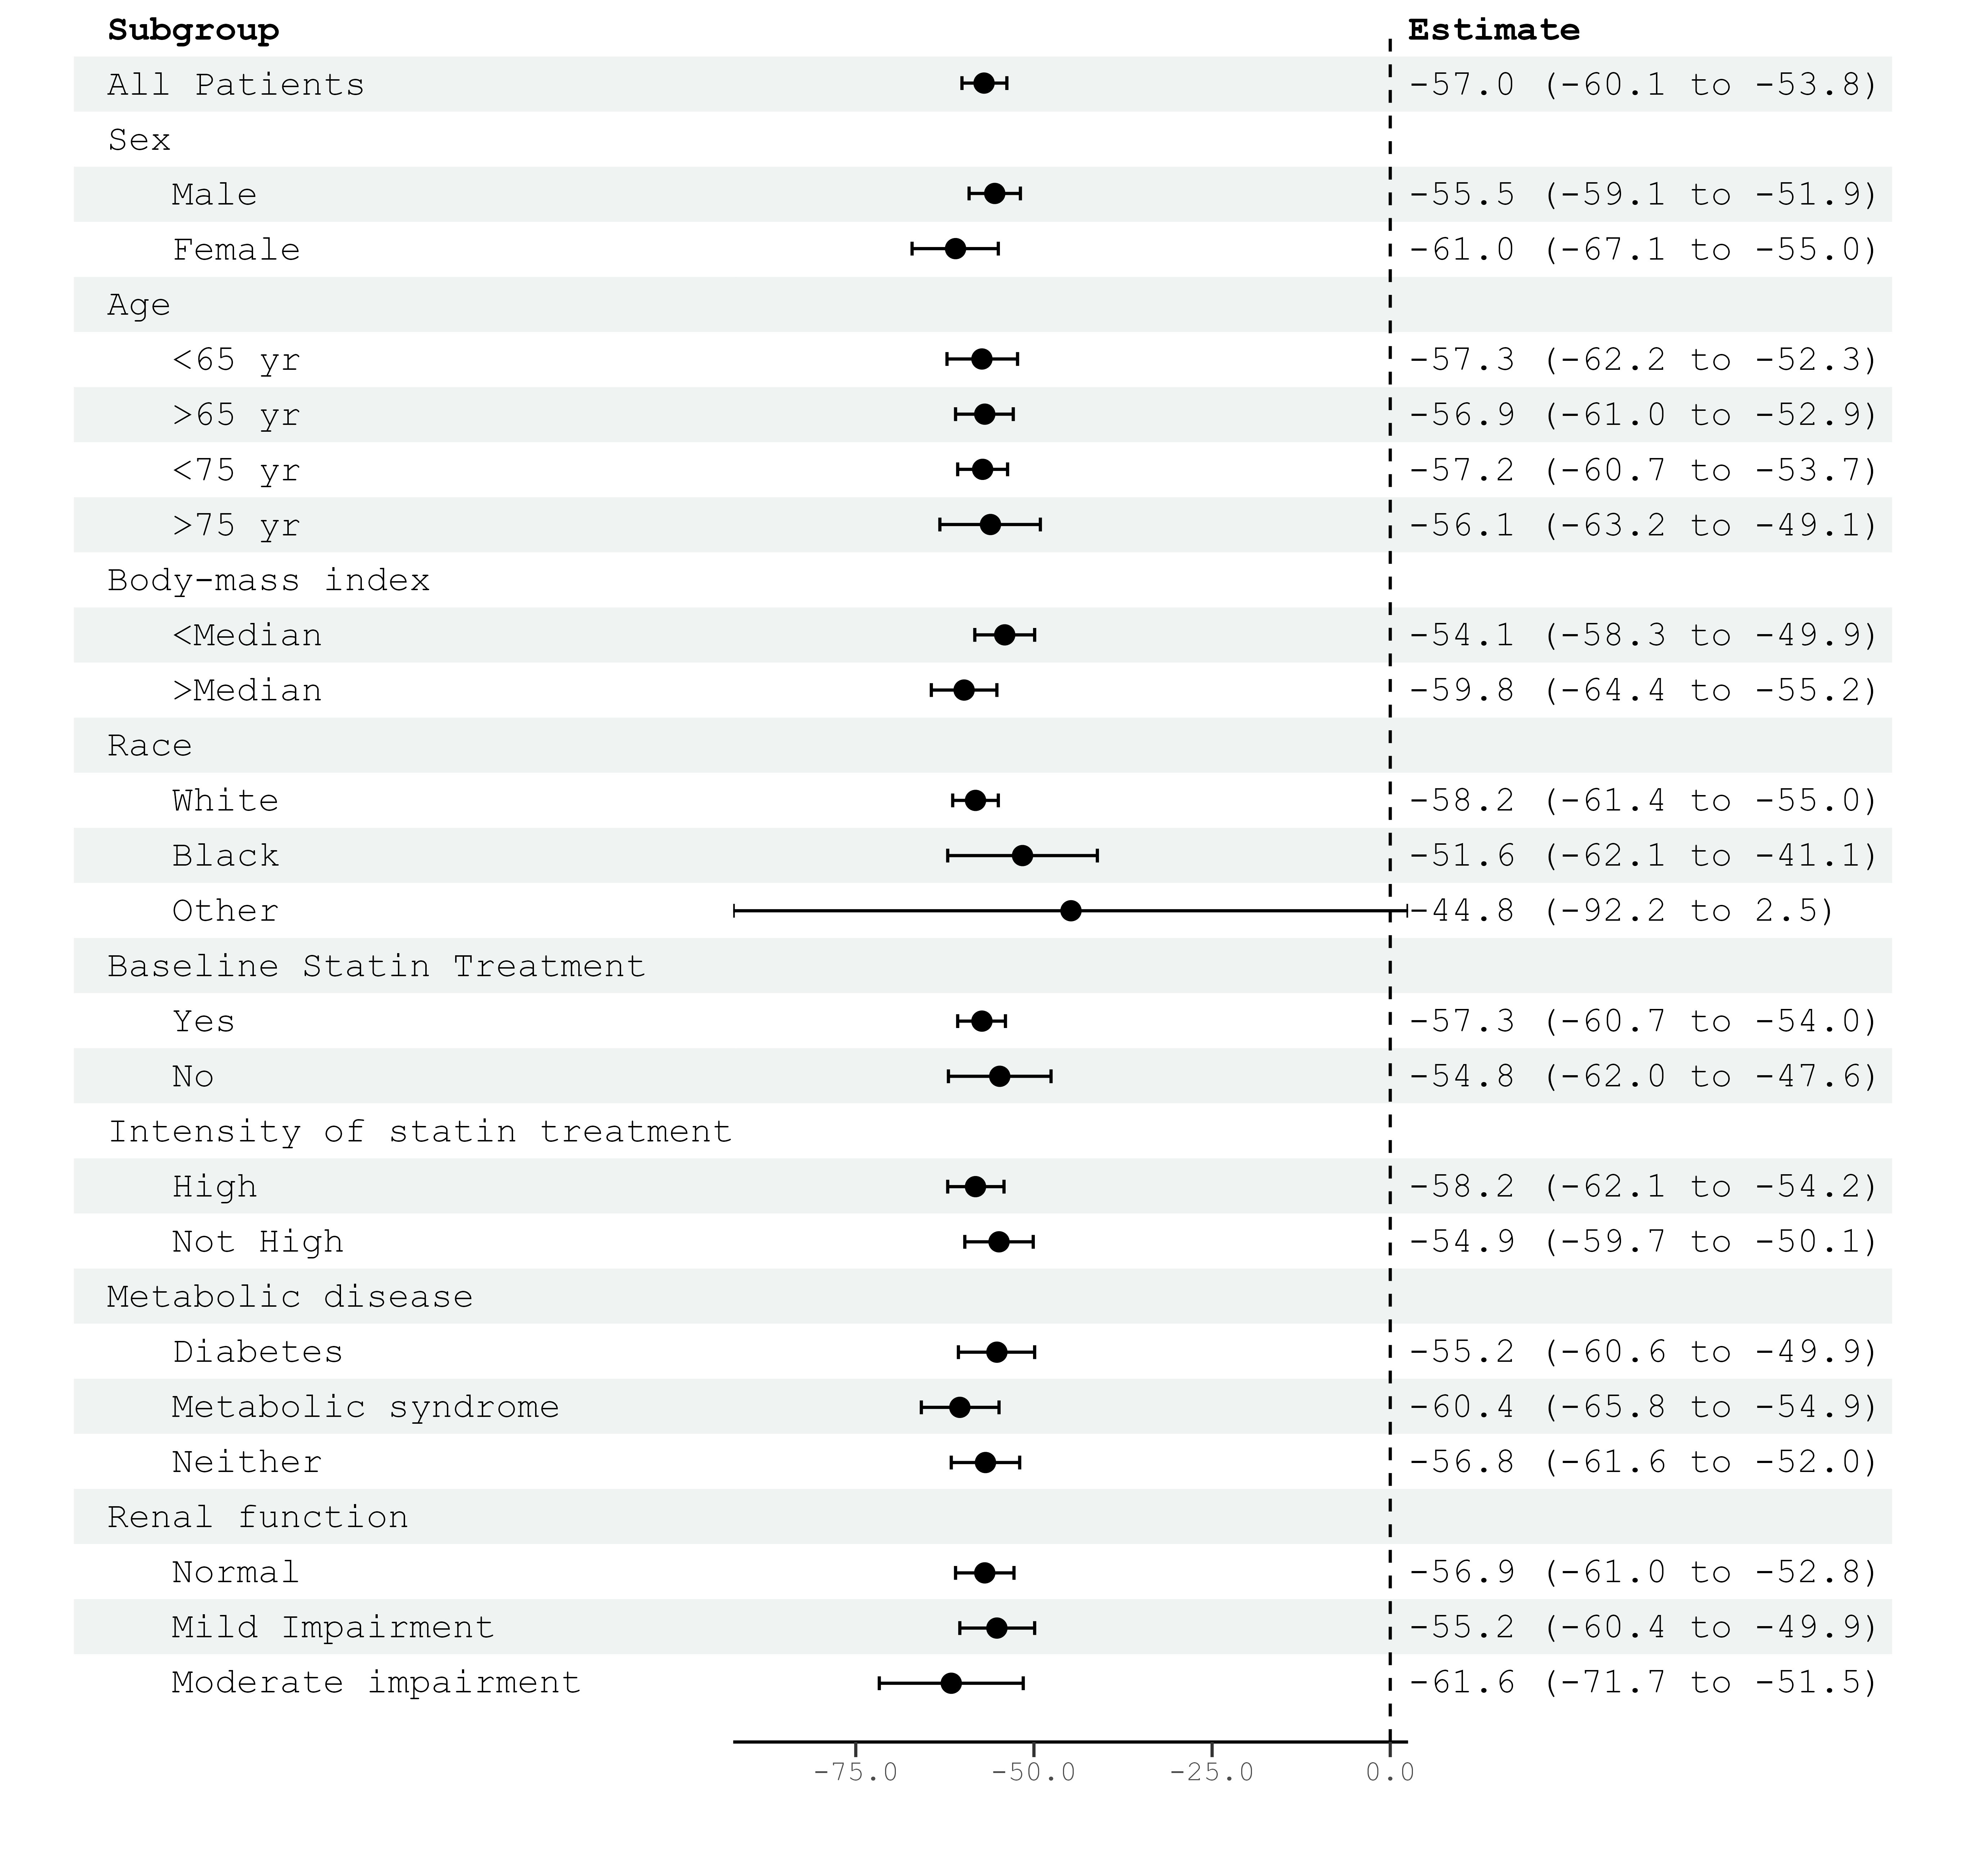 Subgroup Estimate
All Patients -57.0 (-60.1 to -53.8)
Sex
Male -55.5 (-59.1 to -51.9)
Female -61.0 (-67.1 to -55.0)
Age
<65 yr -57.3 (-62.2 to -52.3)
>65 yr -56.9 (-61.0 to -52.9)
<75 yr -57.2 (-60.7 to -53.7)
>75 yr -56.1 (-63.2 to -49.1)
Body-mass index
<Median -54.1 (-58.3 to -49.9)
>Median -59.8 (-64.4 to -55.2)
Race
White -58.2 (-61.4 to -55.0)
Black -51.6 (-62.1 to -41.1)
Other -44.8 (-92.2 to 2.5)
Baseline Statin Treatment
Yes -57.3 (-60.7 to -54.0)
No -54.8 (-62.0 to -47.6)
Intensity of statin treatment
High -58.2 (-62.1 to -54.2)
Not High -54.9 (-59.7 to -50.1)
Metabolic disease
Diabetes -55.2 (-60.6 to -49.9)
Metabolic syndrome -60.4 (-65.8 to -54.9)
Neither -56.8 (-61.6 to -52.0)
Renal function
Normal -56.9 (-61.0 to -52.8)
Mild Impairment -55.2 (-60.4 to -49.9)
Moderate impairment -61.6 (-71.7 to -51.5)
-75.0 -50.0 -25.0 0.0